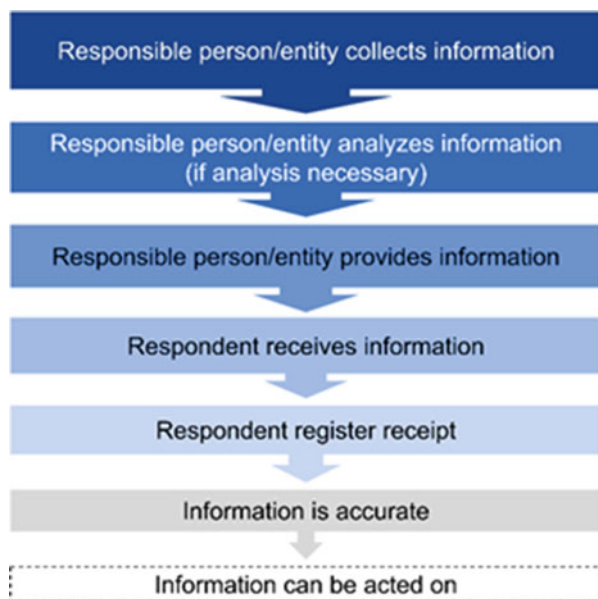 Responsible person/entity collects information
Responsible person/entity analyzes information
(if analysis necessary)
Responsible person/entity provides information
Respondent receives information
Respondent register receipt
Information is accurate
Information can be acted on